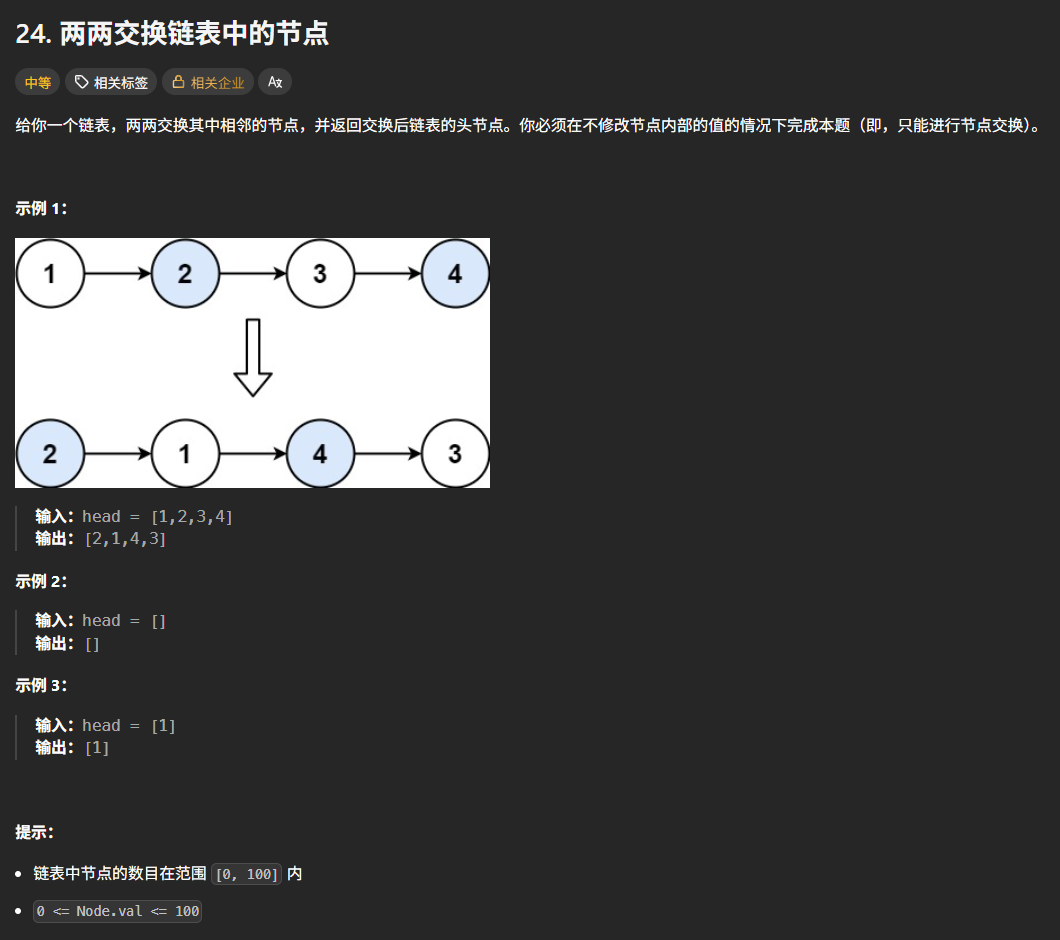 24. 两两交换链表中的节点
中等 相关标签 相关企业 A文
给你一个链表，两两交换其中相邻的节点，并返回交换后链表的头节点。你必须在不修改节点内部的值的情况下完成本题（即，只能进行节点交换）。
示例 1：
1 2 3 4
2 1 4 3
输入：head = [1,2,3,4]
输出：[2,1,4,3]
示例 2：
输入：head = []
输出：[]
示例 3：
输入：head = [1]
输出：[1]
提示：
• 链表中节点的数目在范围 [0, 100] 内
• 0 <= Node.val <= 100